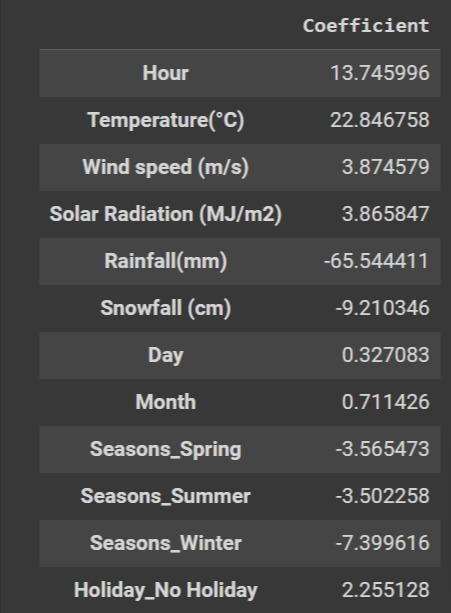 Coefficient
Hour 13.745996
Temperature(°C) 22.846758
Wind speed (m/s) 3.874579
Solar Radiation (MJ/m2) 3.865847
Rainfall(mm) -65.544411
Snowfall (cm) -9.210346
Day 0.327083
Month 0.711426
Seasons_Spring -3.565473
Seasons_Summer -3.502258
Seasons_Winter -7.399616
Holiday_No Holiday 2.255128